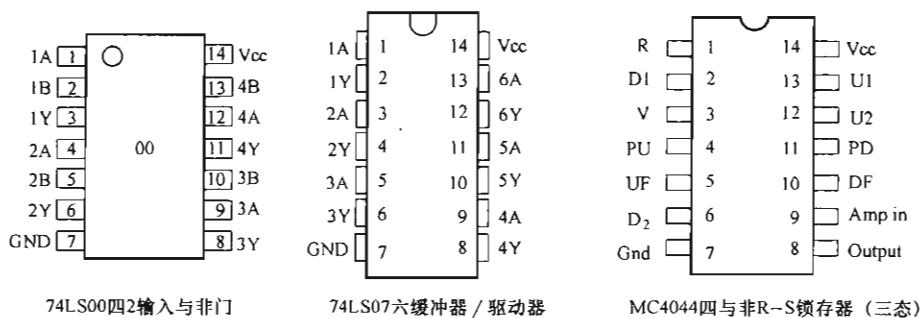 1A 1 14 Vcc
1B 2 13 4B
1Y 3 12 4A
2A 4 00 11 4Y
2B 5 10 3B
2Y 6 9 3A
GND 7 8 3Y
74LS00四2输入与非门
1A 1 14 Vcc
1Y 2 13 6A
2A 3 12 6Y
2Y 4 11 5A
3A 5 10 5Y
3Y 6 9 4A
GND 7 8 4Y
74LS07六缓冲器/驱动器
R 1 14 Vcc
D1 2 13 U1
V 3 12 U2
PU 4 11 PD
UF 5 10 DF
D₂ 6 9 Amp in
Gnd 7 8 Output
MC4044四与非R-S锁存器(三态)